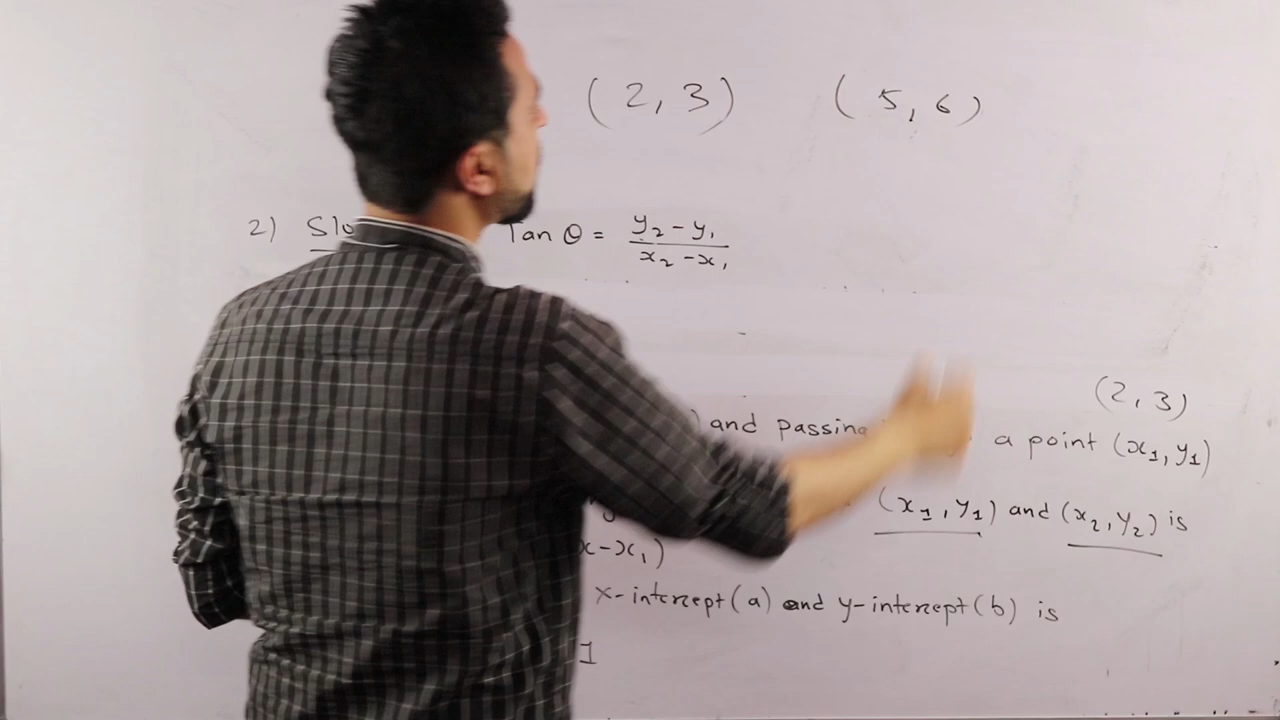 (2, 3) (5, 6)
2) Slo Tan θ = y₂ - y₁ / x₂ - x₁
(2, 3)
) and passing a point (x₁, y₁)
(x₁, y₁) and (x₂, y₂) is
x-x₁)
x-intercept (a) and y-intercept (b) is
1